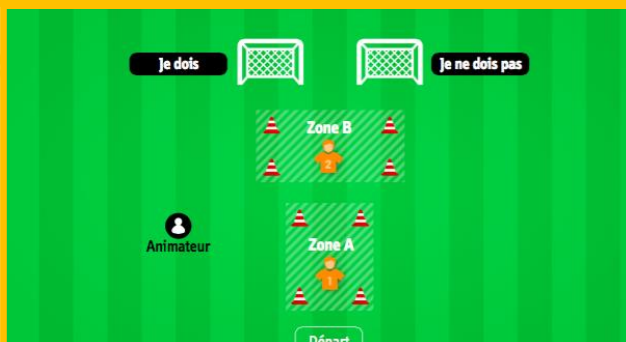 Je dois
Je ne dois pas
Zone B
2
Animateur
Zone A
1
Départ